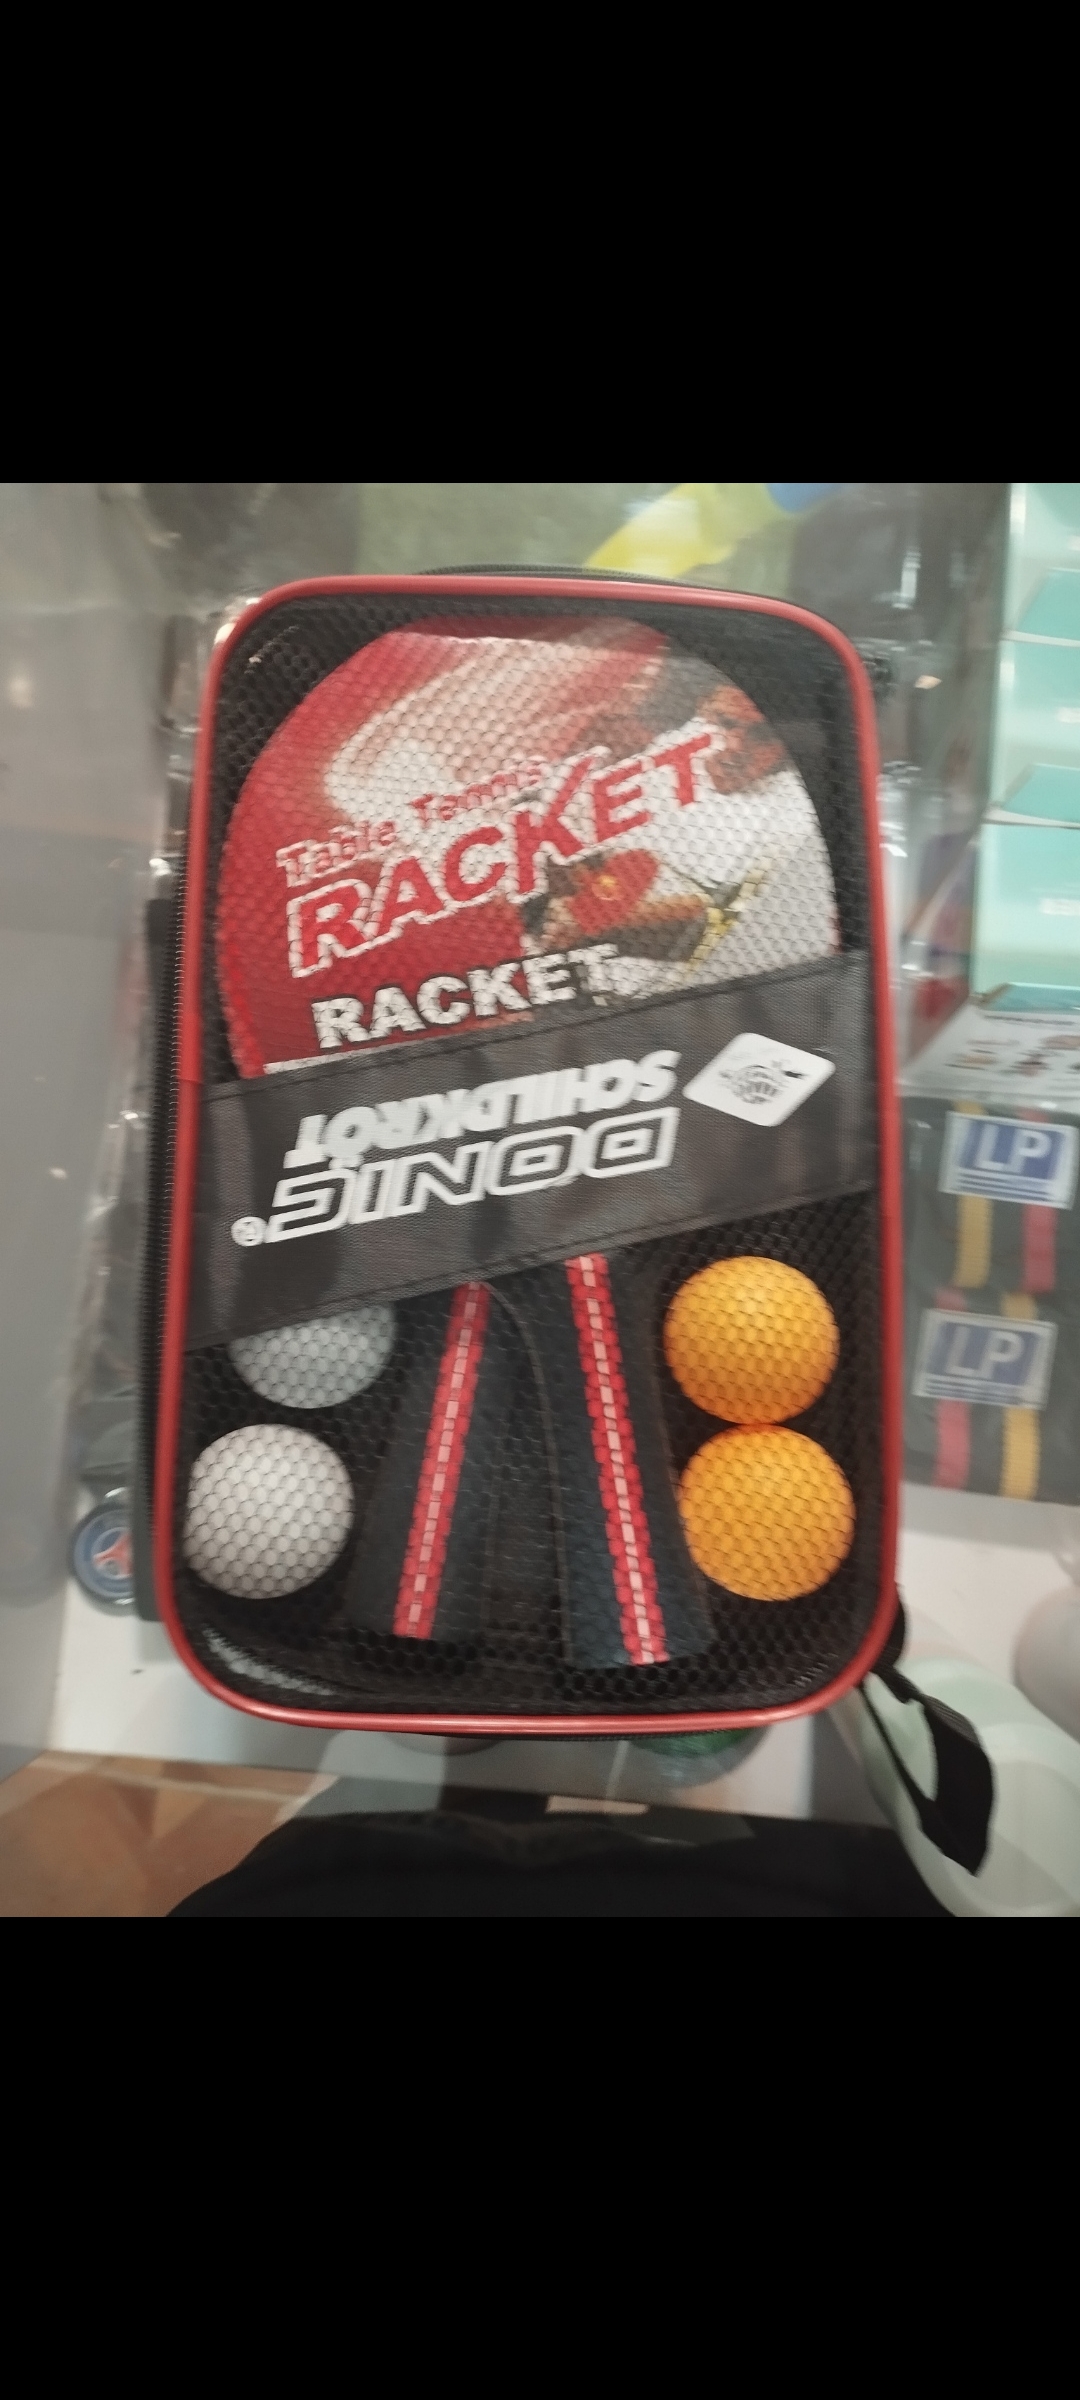 Table Tennis
RACKET
RACKET
DONIC®
SCHILDKRÖT
LP
LP